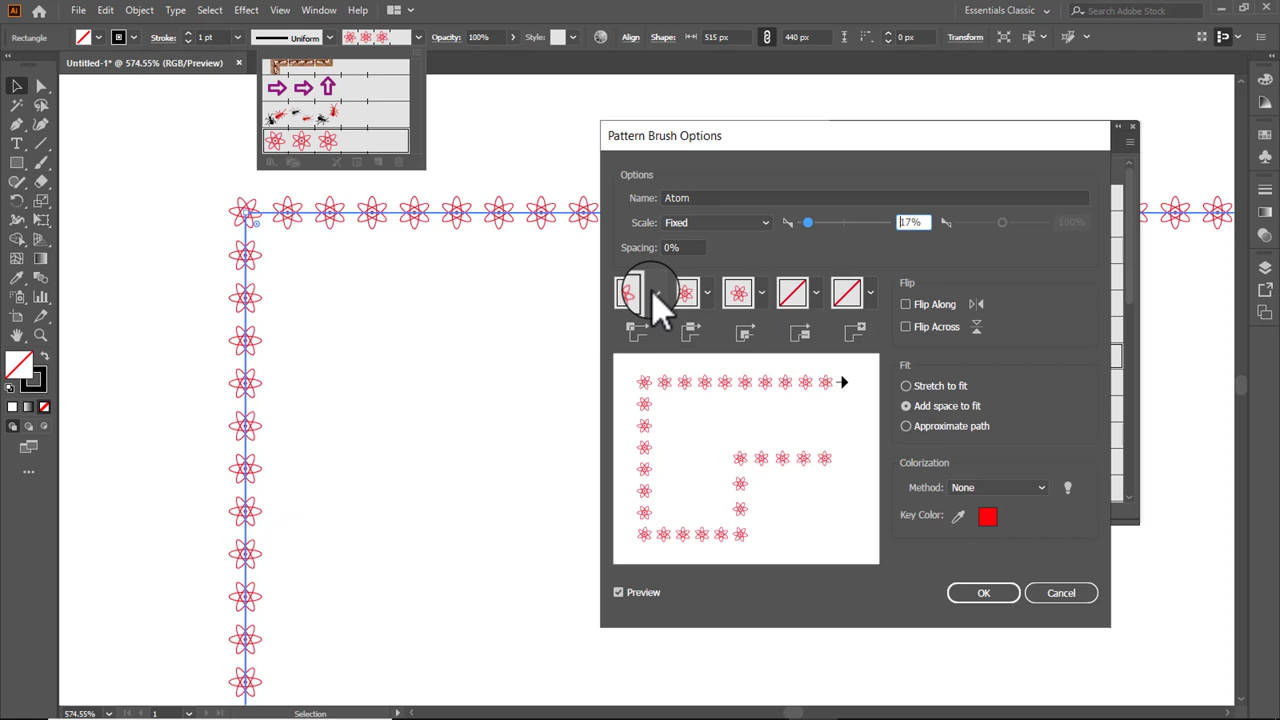 Ai File Edit Object Type Select Effect View Window Help Essentials Classic Search Adobe Stock
Rectangle Stroke: 1 pt Uniform Opacity: 100% Style: Align Shape: 515 px 440 px 0 px Transform
Untitled-1* @ 574.55% (RGB/Preview) ×
Pattern Brush Options
Options
Name: Atom
Scale: Fixed 17% 100%
Spacing: 0%
Flip
Flip Along
Flip Across
Fit
Stretch to fit
Add space to fit
Approximate path
Colorization
Method: None
Key Color:
Preview
OK Cancel
574.55% 1 Selection